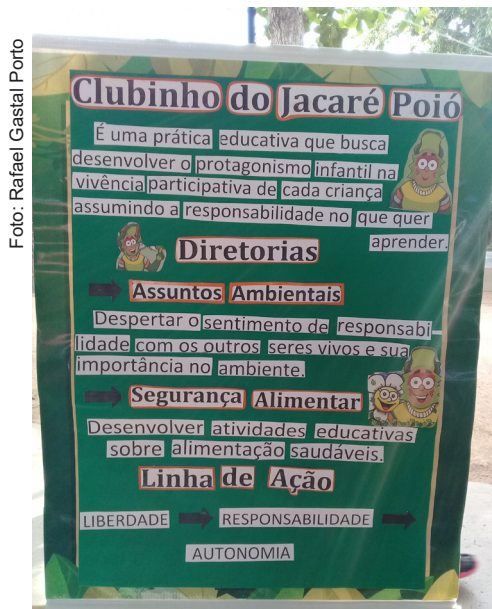 Foto: Rafael Gastal Porto
Clubinho do Jacaré Poió
É uma prática educativa que busca
desenvolver o protagonismo infantil na
vivência participativa de cada criança
assumindo a responsabilidade no que quer
aprender.
Diretorias
Assuntos Ambientais
Despertar o sentimento de responsabi-
lidade com os outros seres vivos e sua
importância no ambiente.
Segurança Alimentar
Desenvolver atividades educativas
sobre alimentação saudáveis.
Linha de Ação
LIBERDADE RESPONSABILIDADE
AUTONOMIA